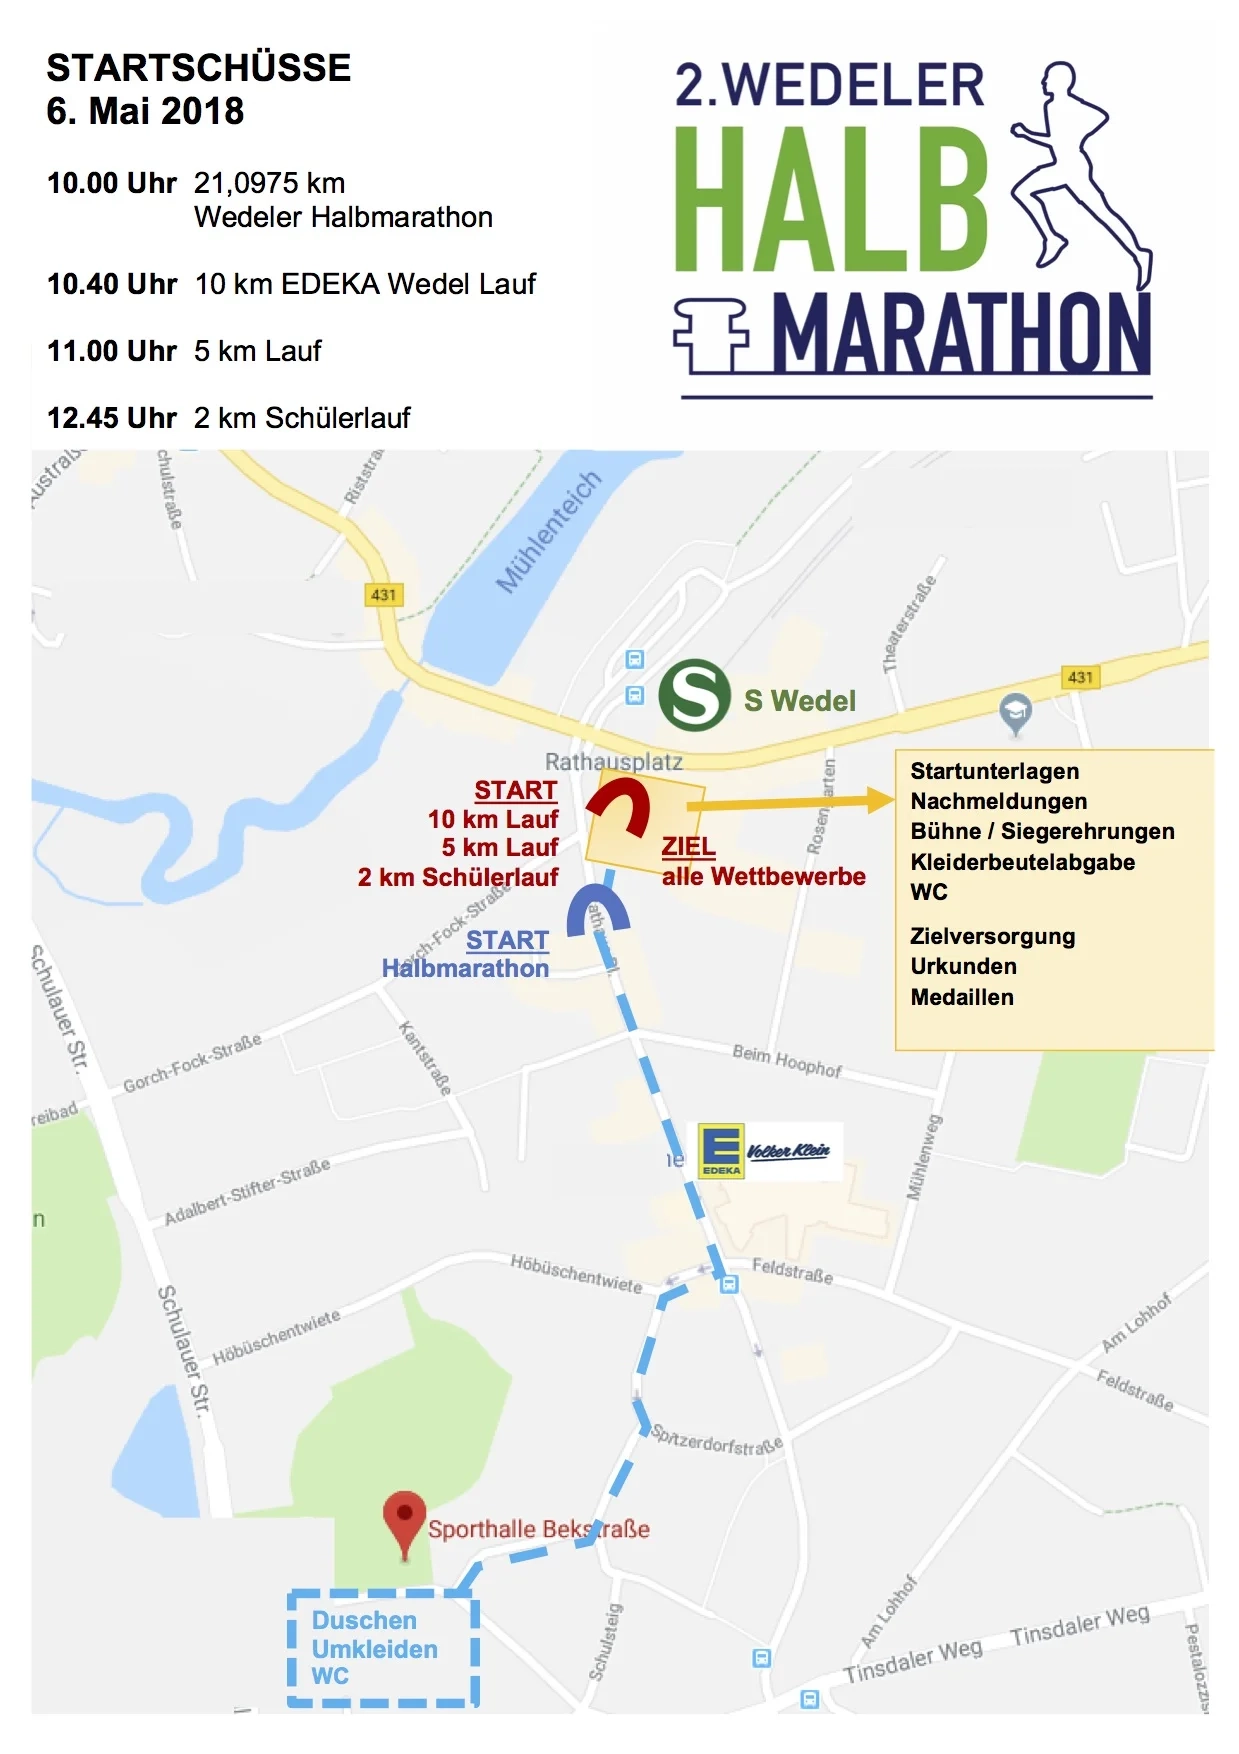 STARTSCHÜSSE
6. Mai 2018
10.00 Uhr 21,0975 km
Wedeler Halbmarathon
10.40 Uhr 10 km EDEKA Wedel Lauf
11.00 Uhr 5 km Lauf
12.45 Uhr 2 km Schülerlauf
2.WEDELER
HALB
MARATHON
Mühlenteich
431
Theaterstraße
431
S
S Wedel
Rathausplatz
START
10 km Lauf
5 km Lauf
2 km Schülerlauf
ZIEL
alle Wettbewerbe
Startunterlagen
Nachmeldungen
Bühne / Siegerehrungen
Kleiderbeutelabgabe
WC
Zielversorgung
Urkunden
Medaillen
START
Halbmarathon
Schulauer Str.
Gorch-Fock-Straße
Kantstraße
Beim Hoophof
reibad
E
EDEKA
Volker Klein
Mühlenweg
Adalbert-Stifter-Straße
n
Höbüschentwiete
Feldstraße
Höbüschentwiete
Schulauer Str.
Am Lohhof
Feldstraße
Spitzerdorfstraße
Sporthalle Bekstraße
Duschen
Umkleiden
WC
Schulsteig
Am Lohhof
Tinsdaler Weg
Tinsdaler Weg